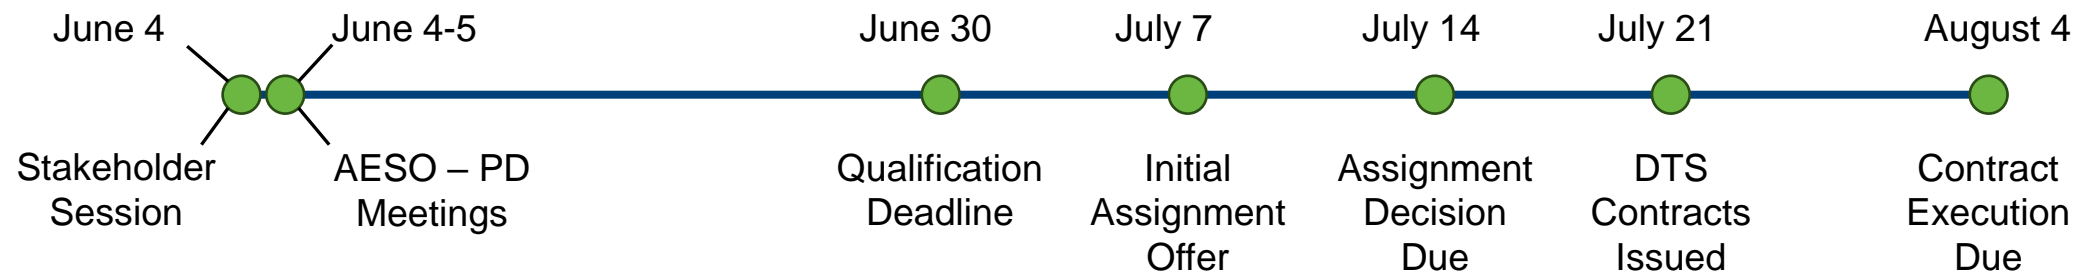 June 4
June 4-5
June 30
July 7
July 14
July 21
August 4
Stakeholder
Session
AESO – PD
Meetings
Qualification
Deadline
Initial
Assignment
Offer
Assignment
Decision
Due
DTS
Contracts
Issued
Contract
Execution
Due